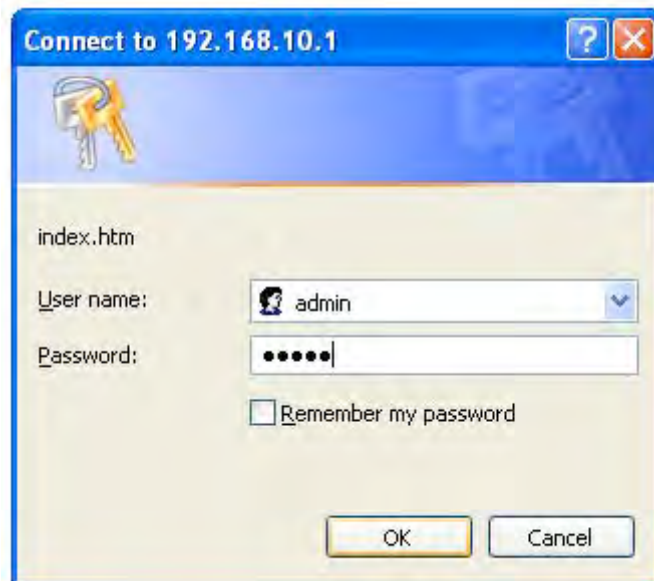 Connect to 192.168.10.1
index.htm
User name: admin
Password: •••••
Remember my password
OK Cancel